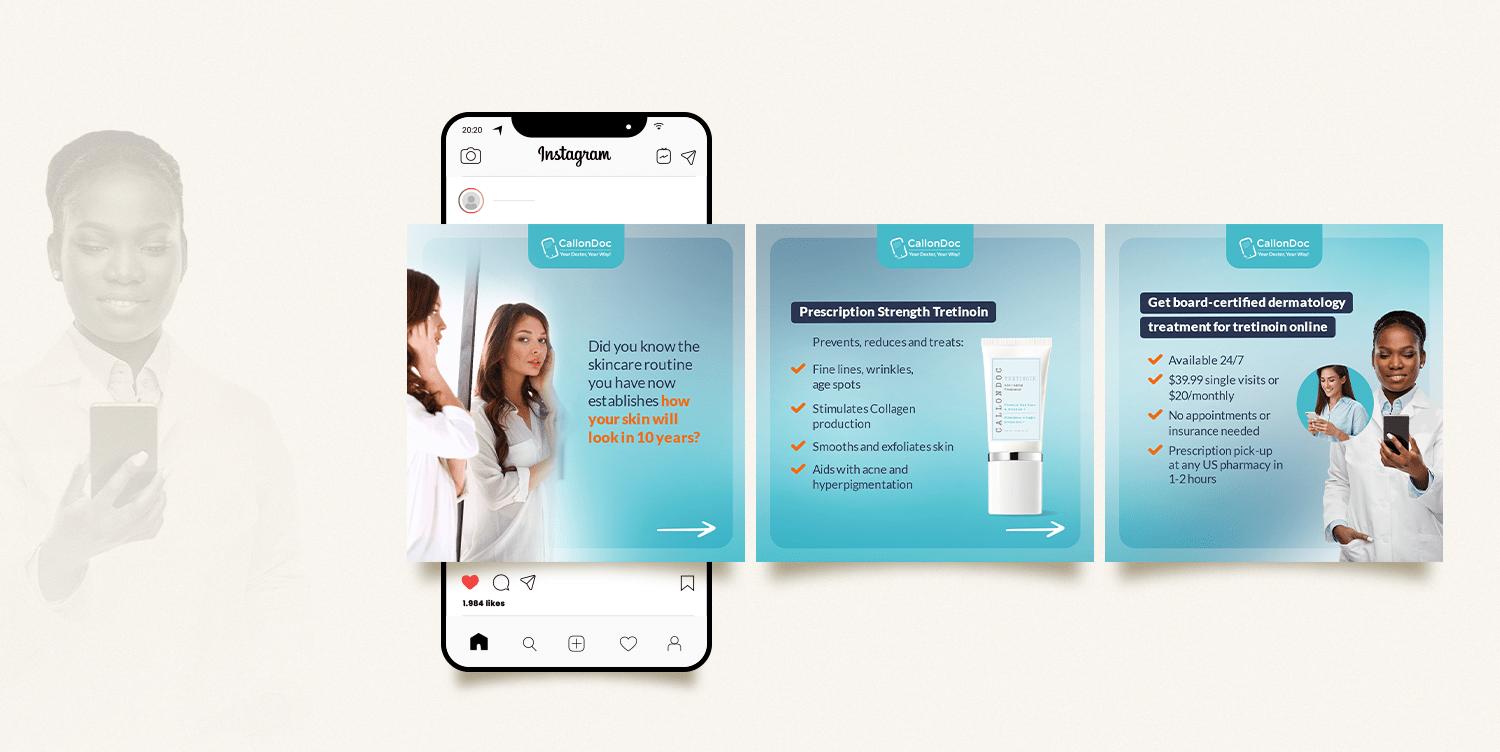 20:20
Instagram
CallonDoc
Your Doctor, Your Way!
Did you know the
skincare routine
you have now
establishes how
your skin will
look in 10 years?
1.984 likes
CallonDoc
Your Doctor, Your Way!
Prescription Strength Tretinoin
Prevents, reduces and treats:
Fine lines, wrinkles,
age spots
Stimulates Collagen
production
Smooths and exfoliates skin
Aids with acne and
hyperpigmentation
CALLONDOC
TRETINOIN
CallonDoc
Your Doctor, Your Way!
Get board-certified dermatology
treatment for tretinoin online
Available 24/7
$39.99 single visits or
$20/monthly
No appointments or
insurance needed
Prescription pick-up
at any US pharmacy in
1-2 hours